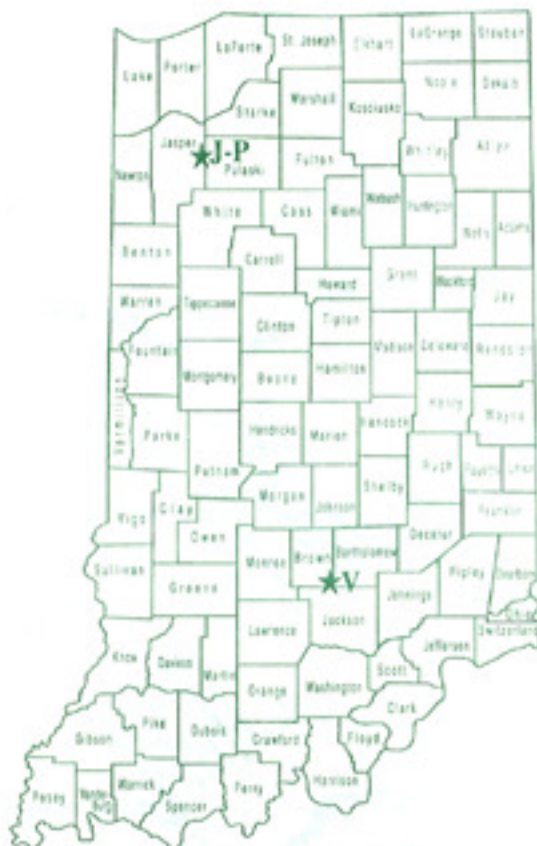 LaPorte St. Joseph Elkhart LaGrange Steuben
Lake Porter
Noble Dekalb
Starke Marshall Kosciusko
Jasper J-P Whitley Allen
Newton Pulaski Fulton
White Cass Miami Wabash Huntington
Wells Adams
Benton Carroll
Howard Grant Blackford Jay
Warren Tippecanoe
Clinton Tipton
Fountain Madison Delaware Randolph
Montgomery Boone Hamilton
Vermillion Henry Wayne
Parke Hendricks Marion Hancock
Putnam Rush Fayette Union
Morgan Johnson Shelby
Vigo Clay Franklin
Owen Decatur
Sullivan Monroe Brown Bartholomew
Greene V Jennings Ripley Dearborn
Ohio
Lawrence Jackson Switzerland
Knox Daviess Martin Jefferson
Scott
Orange Washington
Clark
Gibson Pike Dubois Crawford Floyd
Harrison
Posey Warrick Spencer Perry